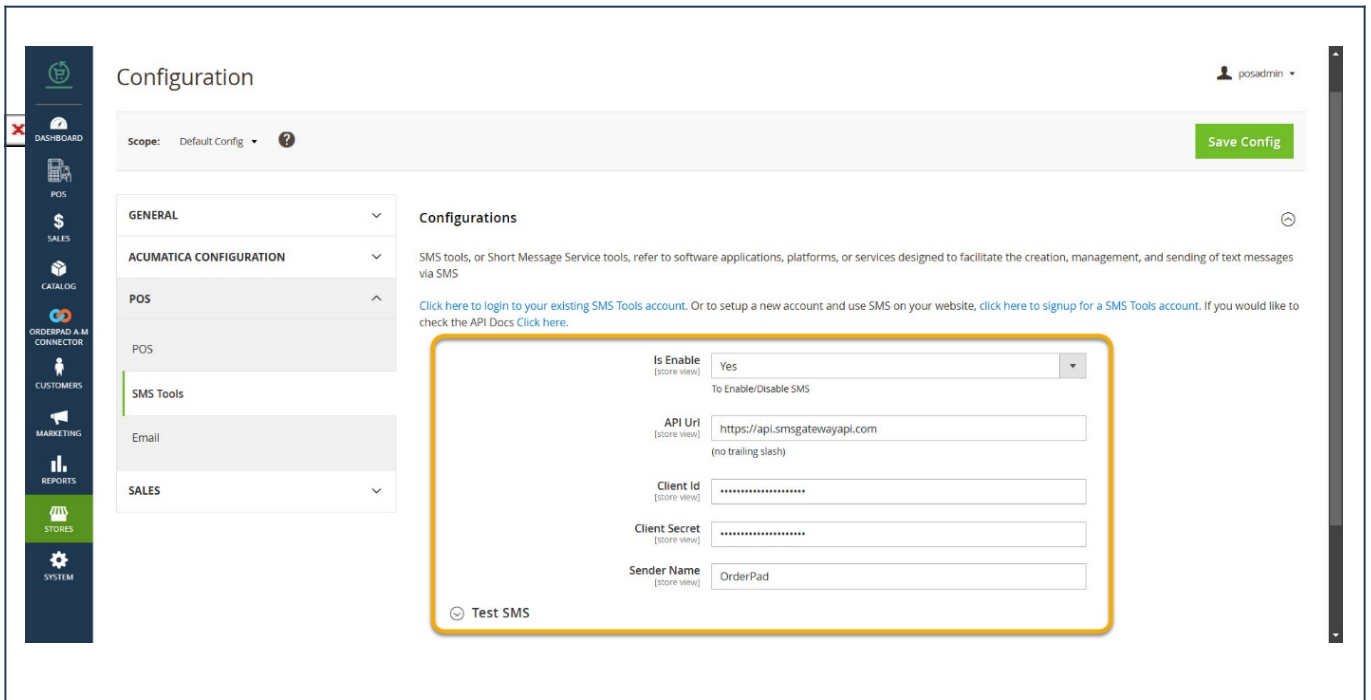 Configuration
posadmin
DASHBOARD
Scope: Default Config
?
Save Config
POS
SALES
CATALOG
ORDERPAD A-M
CONNECTOR
CUSTOMERS
MARKETING
REPORTS
STORES
SYSTEM
GENERAL
ACUMATICA CONFIGURATION
POS
POS
SMS Tools
Email
SALES
Configurations
SMS tools, or Short Message Service tools, refer to software applications, platforms, or services designed to facilitate the creation, management, and sending of text messages
via SMS
Click here to login to your existing SMS Tools account. Or to setup a new account and use SMS on your website, click here to signup for a SMS Tools account. If you would like to
check the API Docs Click here.
Is Enable
[store view]
Yes
To Enable/Disable SMS
API Url
[store view]
https://api.smsgatewayapi.com
(no trailing slash)
Client Id
[store view]
•••••••••••••••••••••
Client Secret
[store view]
•••••••••••••••••••••
Sender Name
[store view]
OrderPad
Test SMS